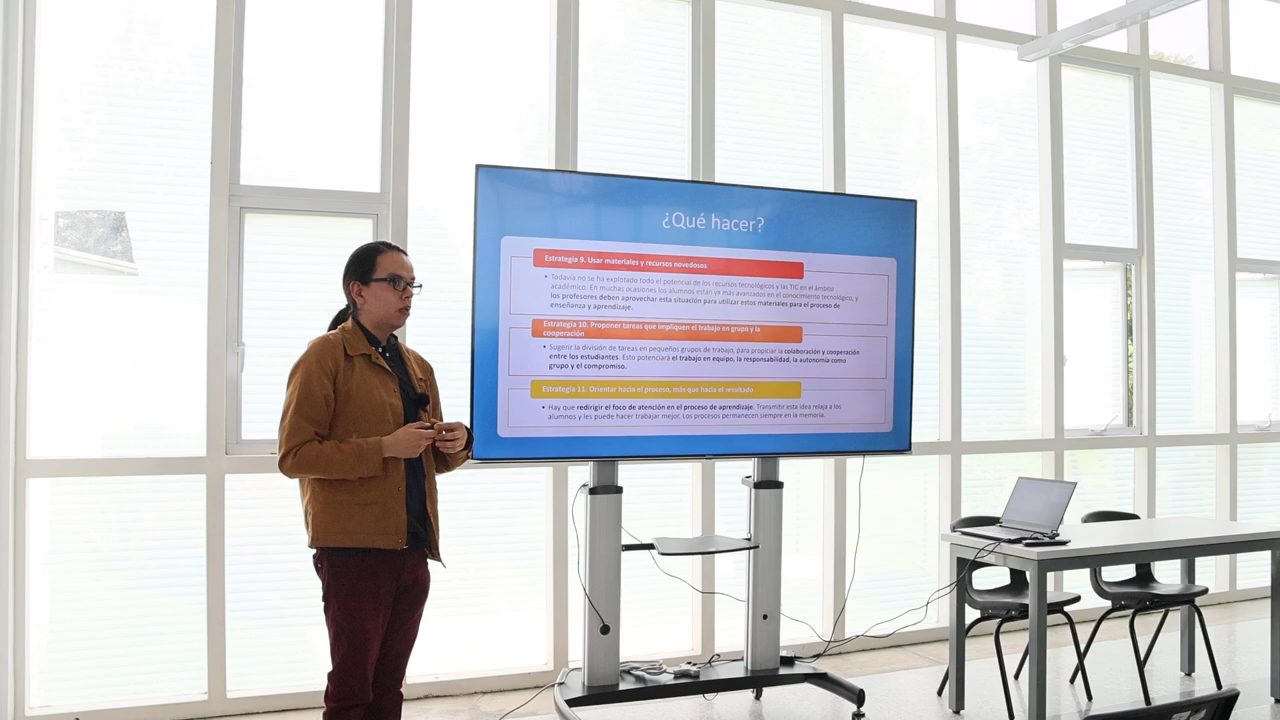 ¿Qué hacer?
Estrategia 9. Usar materiales y recursos novedosos
• Todavía no se ha explotado todo el potencial de los recursos tecnológicos y las TIC en el ámbito
académico. En muchas ocasiones los alumnos están ya más avanzados en el conocimiento tecnológico, y
los profesores deben aprovechar esta situación para utilizar estos materiales para el proceso de
enseñanza y aprendizaje.
Estrategia 10. Proponer tareas que impliquen el trabajo en grupo y la
cooperación
• Sugerir la división de tareas en pequeños grupos de trabajo, para propiciar la colaboración y cooperación
entre los estudiantes. Esto potenciará el trabajo en equipo, la responsabilidad, la autonomía como
grupo y el compromiso.
Estrategia 11. Orientar hacia el proceso, más que hacia el resultado
• Hay que redirigir el foco de atención en el proceso de aprendizaje. Transmitir esta idea relaja a los
alumnos y les puede hacer trabajar mejor. Los procesos permanecen siempre en la memoria.